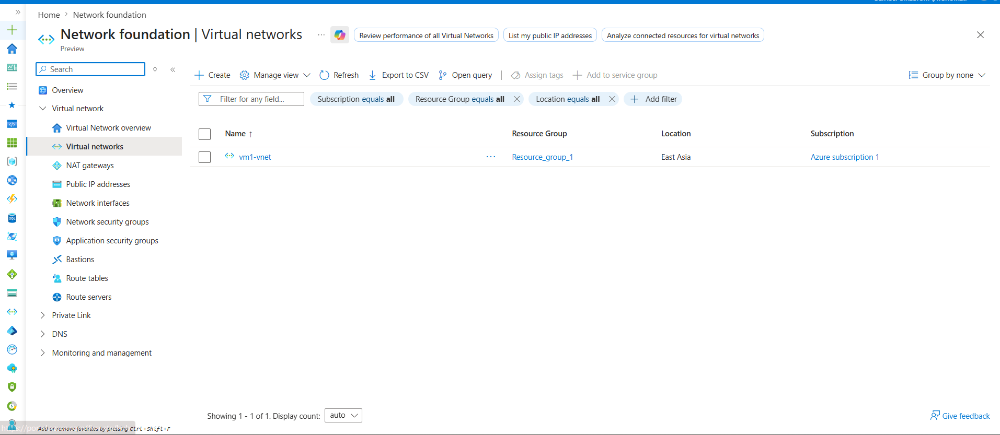 Home > Network foundation
Network foundation | Virtual networks ...
Review performance of all Virtual Networks
List my public IP addresses
Analyze connected resources for virtual networks
Preview
Search
Create
Manage view
Refresh
Export to CSV
Open query
Assign tags
Add to service group
Group by none
Overview
Virtual network
Virtual Network overview
Virtual networks
NAT gateways
Public IP addresses
Network interfaces
Network security groups
Application security groups
Bastions
Route tables
Route servers
Private Link
DNS
Monitoring and management
Filter for any field...
Subscription equals all
Resource Group equals all
Location equals all
Add filter
Name ↑ Resource Group Location Subscription
vm1-vnet ... Resource_group_1 East Asia Azure subscription 1
Showing 1 - 1 of 1. Display count: auto
Give feedback
Add or remove favorites by pressing Ctrl+Shift+F